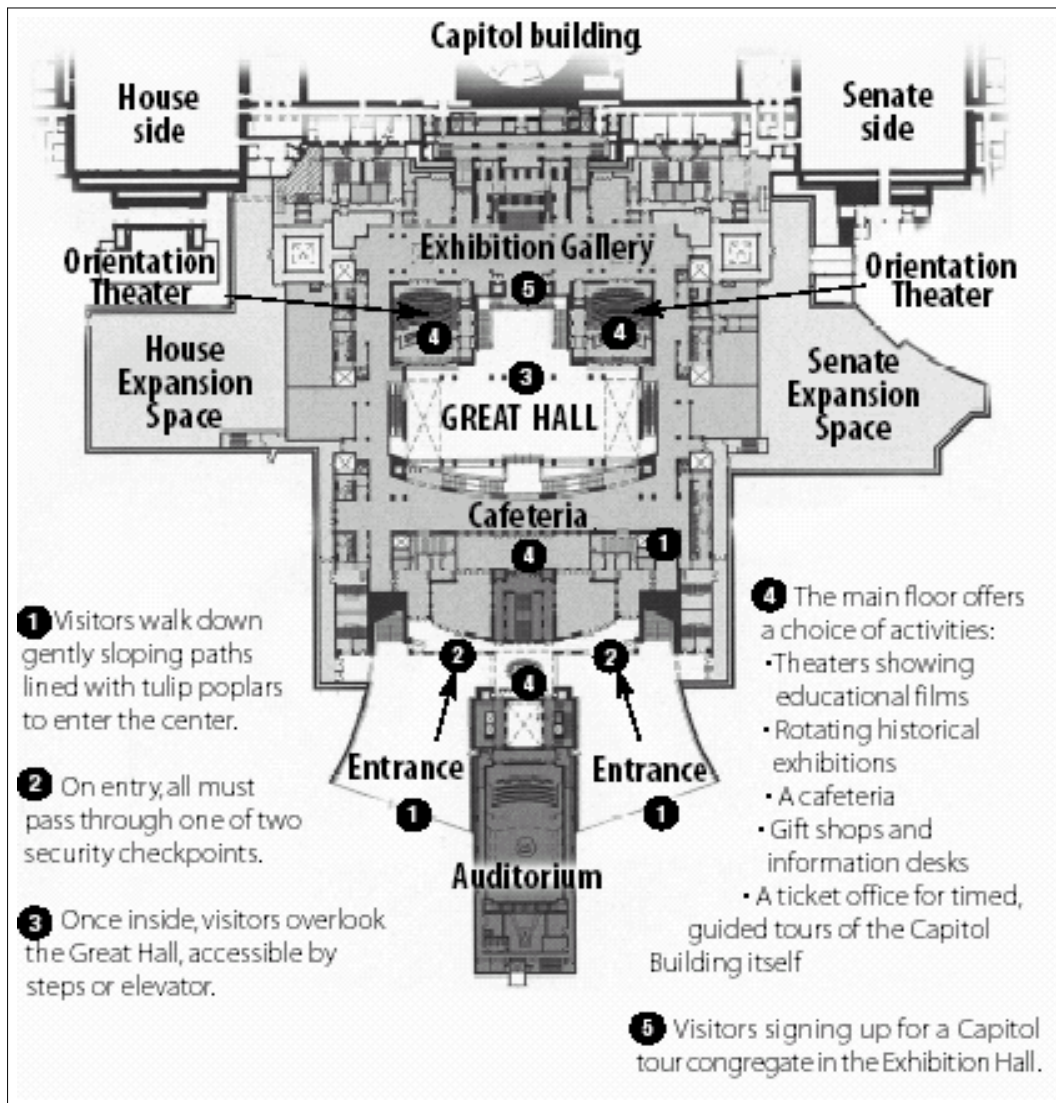 Capitol building
House
side
Senate
side
Exhibition Gallery
5
Orientation
Theater
Orientation
Theater
4
4
House
Expansion
Space
3
GREAT HALL
Senate
Expansion
Space
Cafeteria
1
4
2
2
4
Entrance
Entrance
1
1
Auditorium
1 Visitors walk down
gently sloping paths
lined with tulip poplars
to enter the center.
2 On entry, all must
pass through one of two
security checkpoints.
3 Once inside, visitors overlook
the Great Hall, accessible by
steps or elevator.
4 The main floor offers
a choice of activities:
•Theaters showing
educational films
•Rotating historical
exhibitions
•A cafeteria
•Gift shops and
information desks
•A ticket office for timed,
guided tours of the Capitol
Building itself
5 Visitors signing up for a Capitol
tour congregate in the Exhibition Hall.